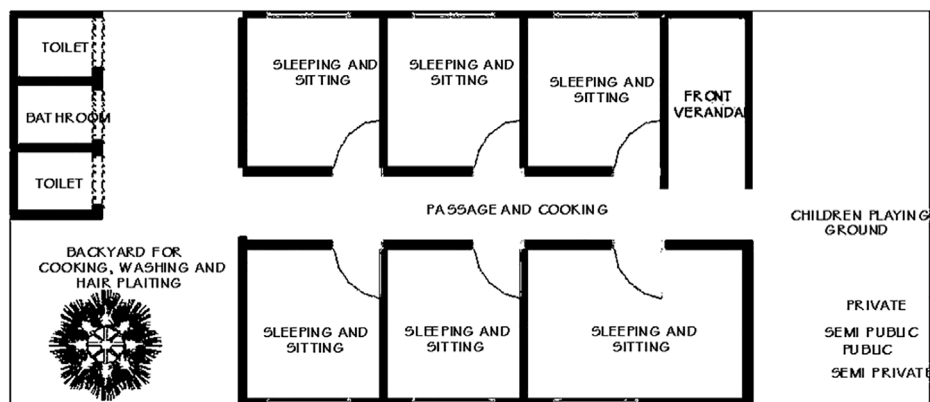 TOILET
BATHROOM
TOILET
SLEEPING AND
SITTING
SLEEPING AND
SITTING
SLEEPING AND
SITTING
FRONT
VERANDAH
PASSAGE AND COOKING
CHILDREN PLAYING
GROUND
BACKYARD FOR
COOKING, WASHING AND
HAIR PLAITING
SLEEPING AND
SITTING
SLEEPING AND
SITTING
SLEEPING AND
SITTING
PRIVATE
SEMI PUBLIC
PUBLIC
SEMI PRIVATE